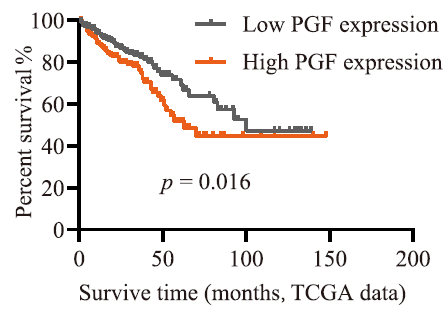 Low PGF expression
High PGF expression
Percent survival %
100
80
60
40
20
0
p = 0.016
0 50 100 150 200
Survive time (months, TCGA data)